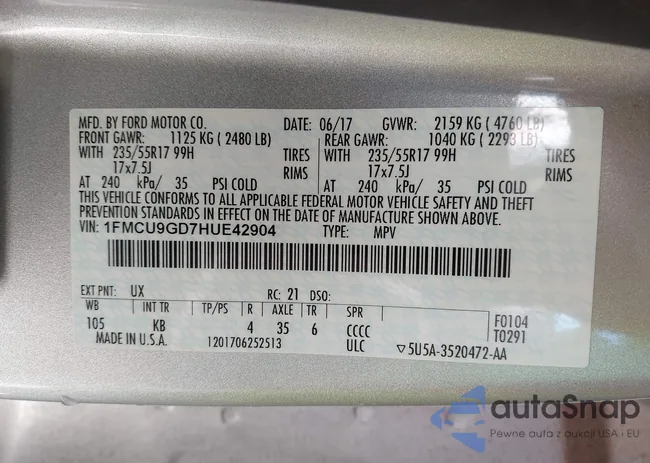 MFD. BY FORD MOTOR CO. DATE: 06/17 GVWR: 2159 KG ( 4760 LB)
FRONT GAWR: 1125 KG ( 2480 LB) REAR GAWR: 1040 KG ( 2293 LB)
WITH 235/55R17 99H TIRES WITH 235/55R17 99H TIRES
17x7.5J RIMS 17x7.5J RIMS
AT 240 kPa/ 35 PSI COLD AT 240 kPa/ 35 PSI COLD
THIS VEHICLE CONFORMS TO ALL APPLICABLE FEDERAL MOTOR VEHICLE SAFETY AND THEFT
PREVENTION STANDARDS IN EFFECT ON THE DATE OF MANUFACTURE SHOWN ABOVE.
VIN: 1FMCU9GD7HUE42904 TYPE: MPV
EXT PNT: UX RC: 21 DSO:
WB INT TR TP/PS R AXLE TR SPR F0104
105 KB 4 35 6 CCCC T0291
MADE IN U.S.A. 1201706252513 ULC ▽5U5A-3520472-AA
autaSnap
Pewne auta z aukcji USA i EU